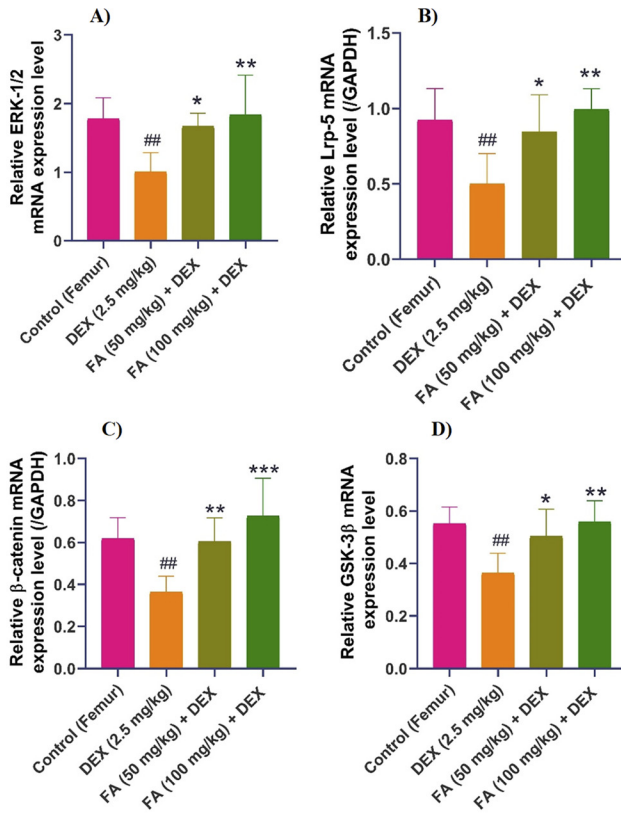 A)
Relative ERK-1/2
mRNA expression level
3
2
1
0
##
*
**
Control (Femur)
DEX (2.5 mg/kg)
FA (50 mg/kg) + DEX
FA (100 mg/kg) + DEX
B)
Relative Lrp-5 mRNA
expression level (/GAPDH)
1.5
1.0
0.5
0.0
##
*
**
Control (Femur)
DEX (2.5 mg/kg)
FA (50 mg/kg) + DEX
FA (100 mg/kg) + DEX
C)
Relative β-catenin mRNA
expression level (/GAPDH)
1.0
0.8
0.6
0.4
0.2
0.0
##
**
***
Control (Femur)
DEX (2.5 mg/kg)
FA (50 mg/kg) + DEX
FA (100 mg/kg) + DEX
D)
Relative GSK-3β mRNA
expression level
0.8
0.6
0.4
0.2
0.0
##
*
**
Control (Femur)
DEX (2.5 mg/kg)
FA (50 mg/kg) + DEX
FA (100 mg/kg) + DEX